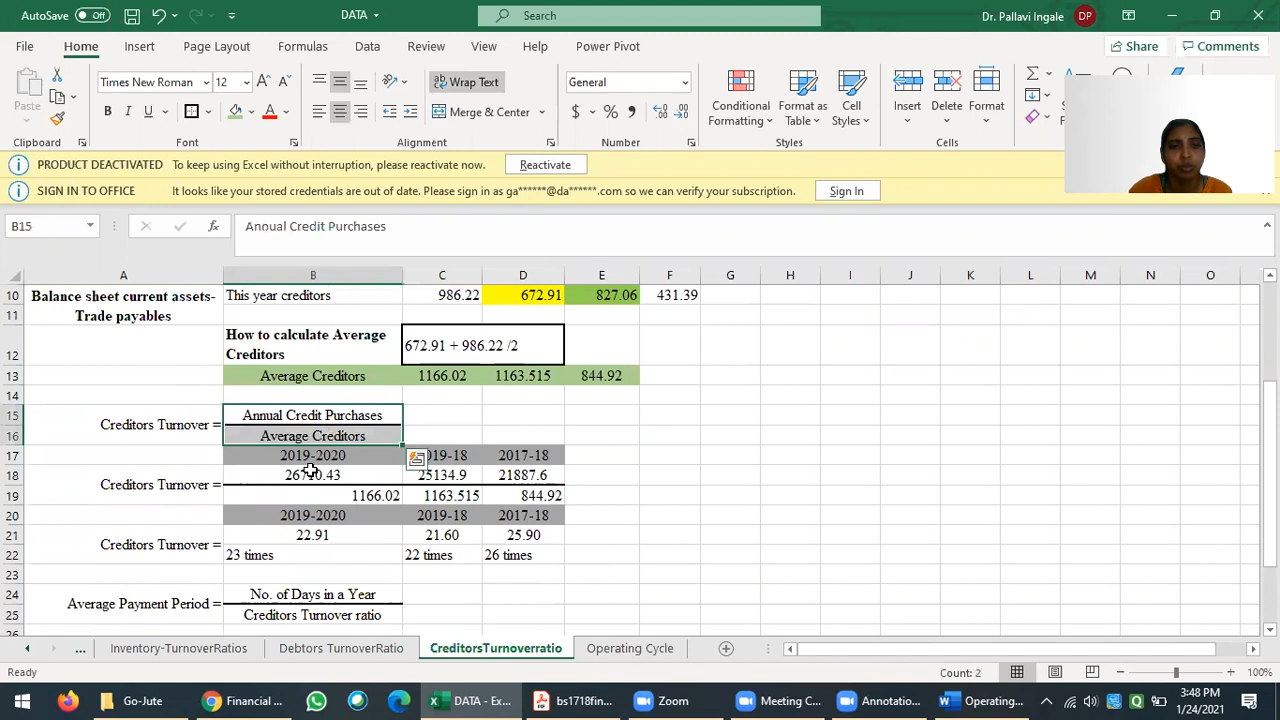 AutoSave Off DATA Search Dr. Pallavi Ingale DP
File Home Insert Page Layout Formulas Data Review View Help Power Pivot Share Comments
Paste Times New Roman 12 A A ab Wrap Text General Conditional Formatting Format as Table Cell Styles Insert Delete Format
B I U A Merge & Center $ % ,
Clipboard Font Alignment Number Styles Cells
PRODUCT DEACTIVATED To keep using Excel without interruption, please reactivate now. Reactivate
SIGN IN TO OFFICE It looks like your stored credentials are out of date. Please sign in as ga******@da******.com so we can verify your subscription. Sign In
B15 fx Anoual Credit Purchases
A B C D E F G H I J K L M N O
10 Balance sheet current assets- This year creditors 986.22 672.91 827.06 431.39
11 Trade payables
12 How to calculate Average Creditors 672.91 + 986.22 /2
13 Average Creditors 1166.02 1163.515 844.92
14
15 Creditors Turnover = Annual Credit Purchases
16 Average Creditors
17 2019-2020 2019-18 2017-18
18 Creditors Turnover = 25134.9 21887.6
19 1166.02 1163.515 844.92
20 2019-2020 2019-18 2017-18
21 Creditors Turnover = 22.91 21.60 25.90
22 23 times 22 times 26 times
23
24 Average Payment Period = No. of Days in a Year
25 Creditors Turnover ratio
26
... Inventory-TurnoverRatios Debtors TurnoverRatio CreditorsTurnoverratio Operating Cycle
Ready Count: 2 100%
Go-Jute Financial ... DATA - Exc... bs1718fin... Zoom Meeting C... Annotatio... Operating... 3:48 PM
1/24/2021